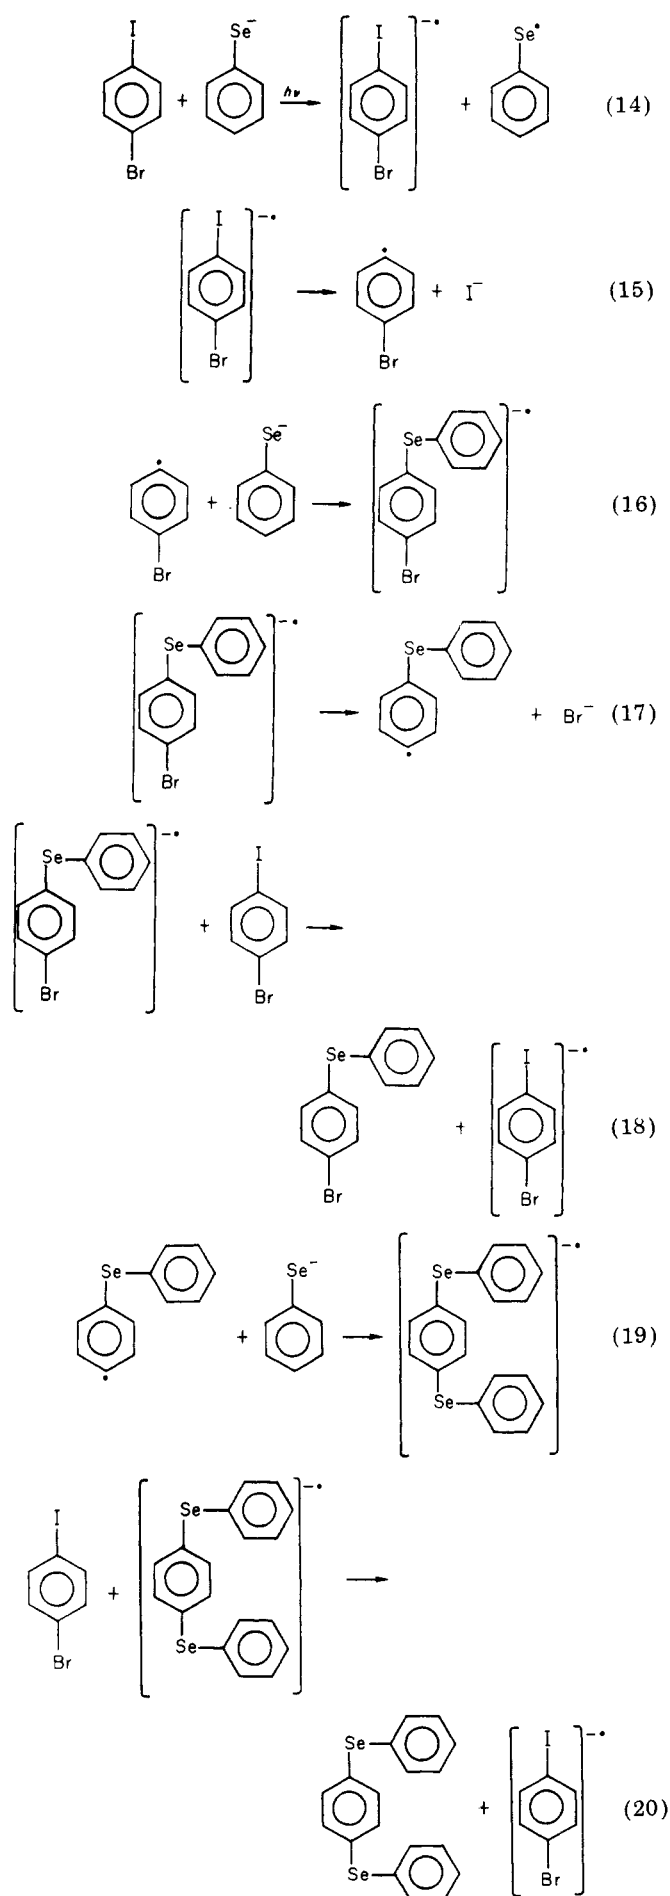 I Se⁻ I ⁻• Se•
+ hν + (14)
Br Br
I ⁻• •
+ I⁻ (15)
Br Br
• Se⁻ Se ⁻•
+ (16)
Br Br
Se ⁻• Se
+ Br⁻ (17)
Br •
Se ⁻• I
+
Br Br
Se I ⁻•
+ (18)
Br Br
Se Se⁻ Se ⁻•
+ (19)
• Se
I Se ⁻•
+
Br Se
Se I ⁻•
+ (20)
Se Br